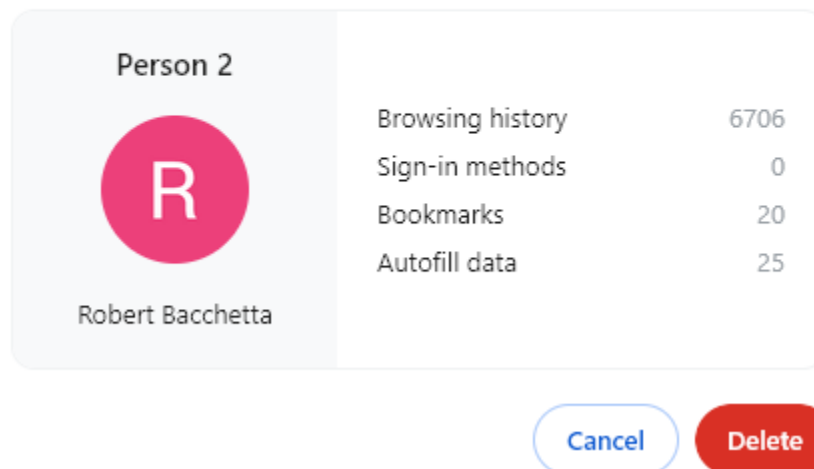 Person 2
R
Robert Bacchetta
Browsing history 6706
Sign-in methods 0
Bookmarks 20
Autofill data 25
Cancel Delete